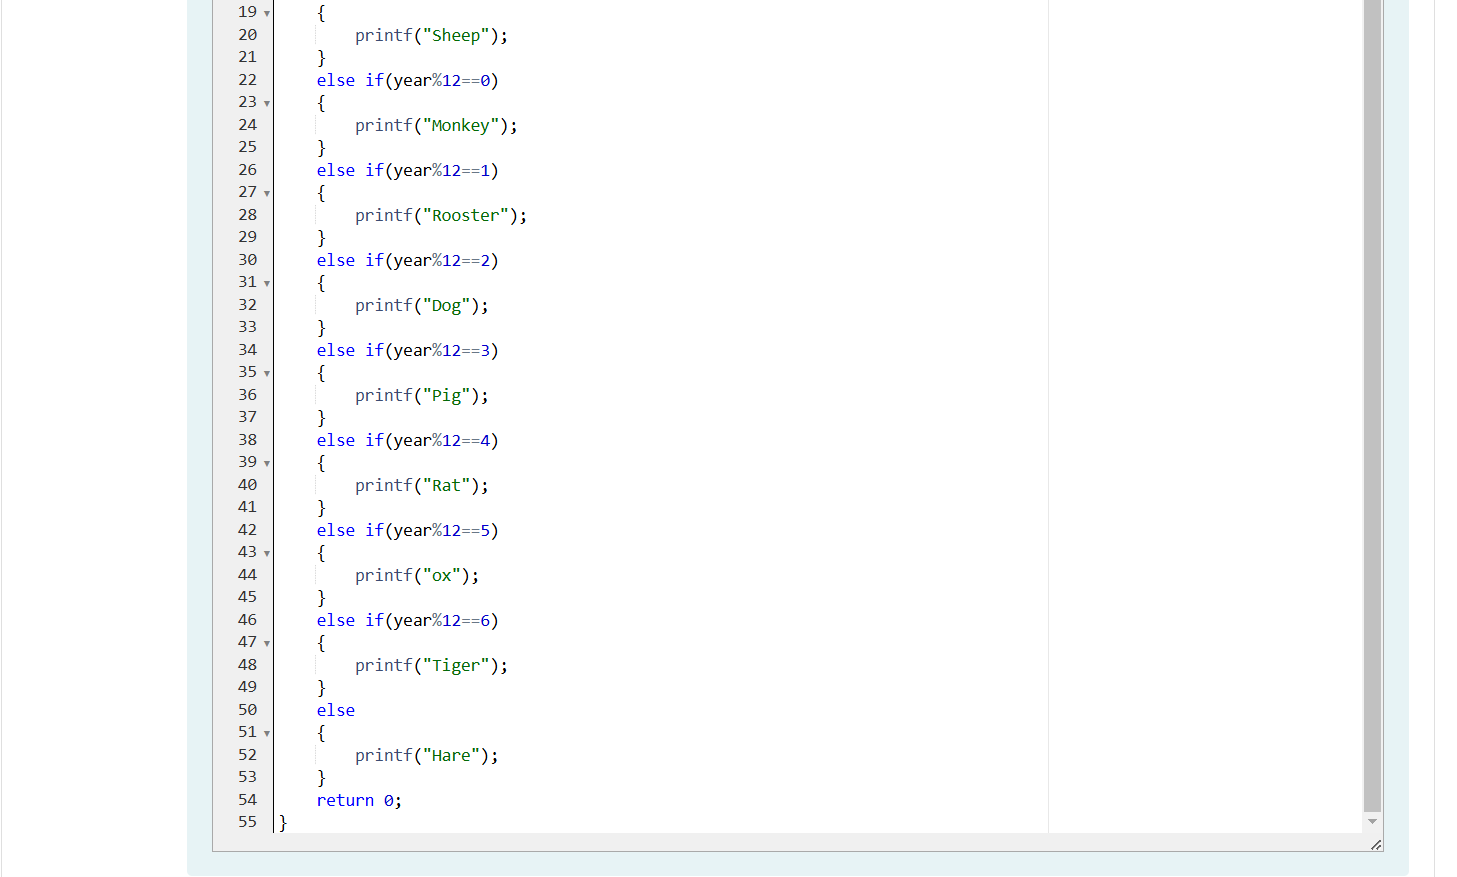 19 {
20 printf("Sheep");
21 }
22 else if(year%12==0)
23 {
24 printf("Monkey");
25 }
26 else if(year%12==1)
27 {
28 printf("Rooster");
29 }
30 else if(year%12==2)
31 {
32 printf("Dog");
33 }
34 else if(year%12==3)
35 {
36 printf("Pig");
37 }
38 else if(year%12==4)
39 {
40 printf("Rat");
41 }
42 else if(year%12==5)
43 {
44 printf("ox");
45 }
46 else if(year%12==6)
47 {
48 printf("Tiger");
49 }
50 else
51 {
52 printf("Hare");
53 }
54 return 0;
55 }